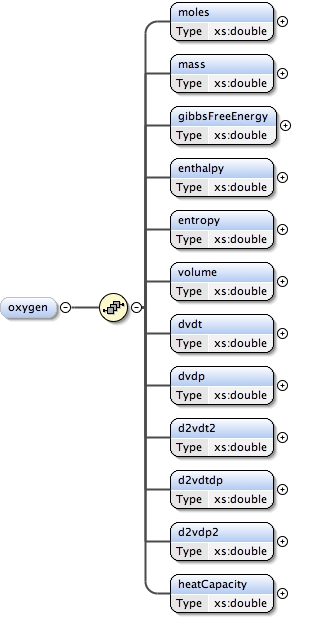 moles
Type xs:double
mass
Type xs:double
gibbsFreeEnergy
Type xs:double
enthalpy
Type xs:double
entropy
Type xs:double
volume
Type xs:double
oxygen
dvdt
Type xs:double
dvdp
Type xs:double
d2vdt2
Type xs:double
d2vdtdp
Type xs:double
d2vdp2
Type xs:double
heatCapacity
Type xs:double